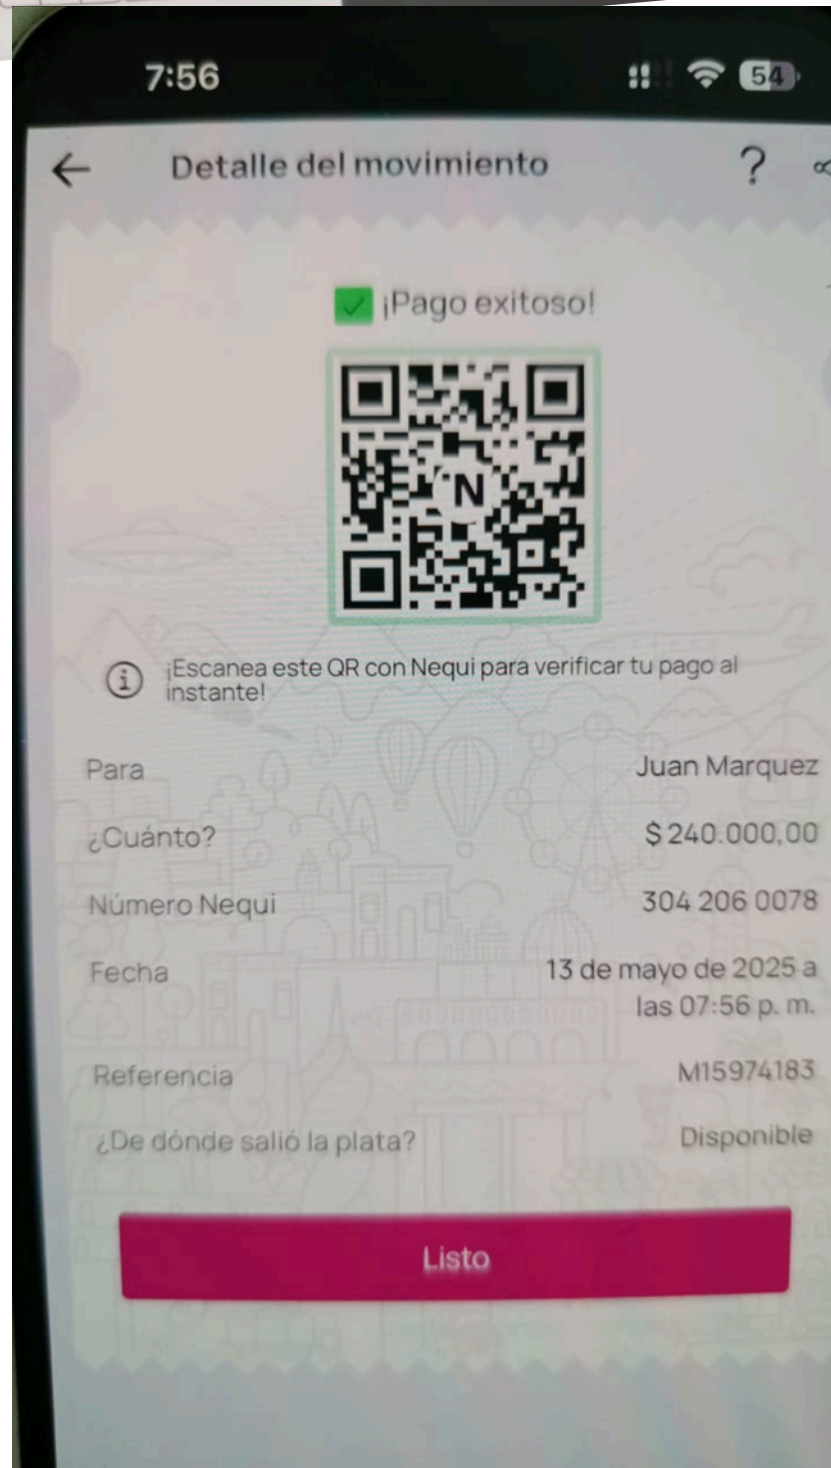 7:56
54
Detalle del movimiento
?
¡Pago exitoso!
N
¡Escanea este QR con Nequi para verificar tu pago al
instante!
Para
Juan Marquez
¿Cuánto?
$ 240.000,00
Número Nequi
304 206 0078
Fecha
13 de mayo de 2025 a
las 07:56 p. m.
Referencia
M15974183
¿De dónde salió la plata?
Disponible
Listo